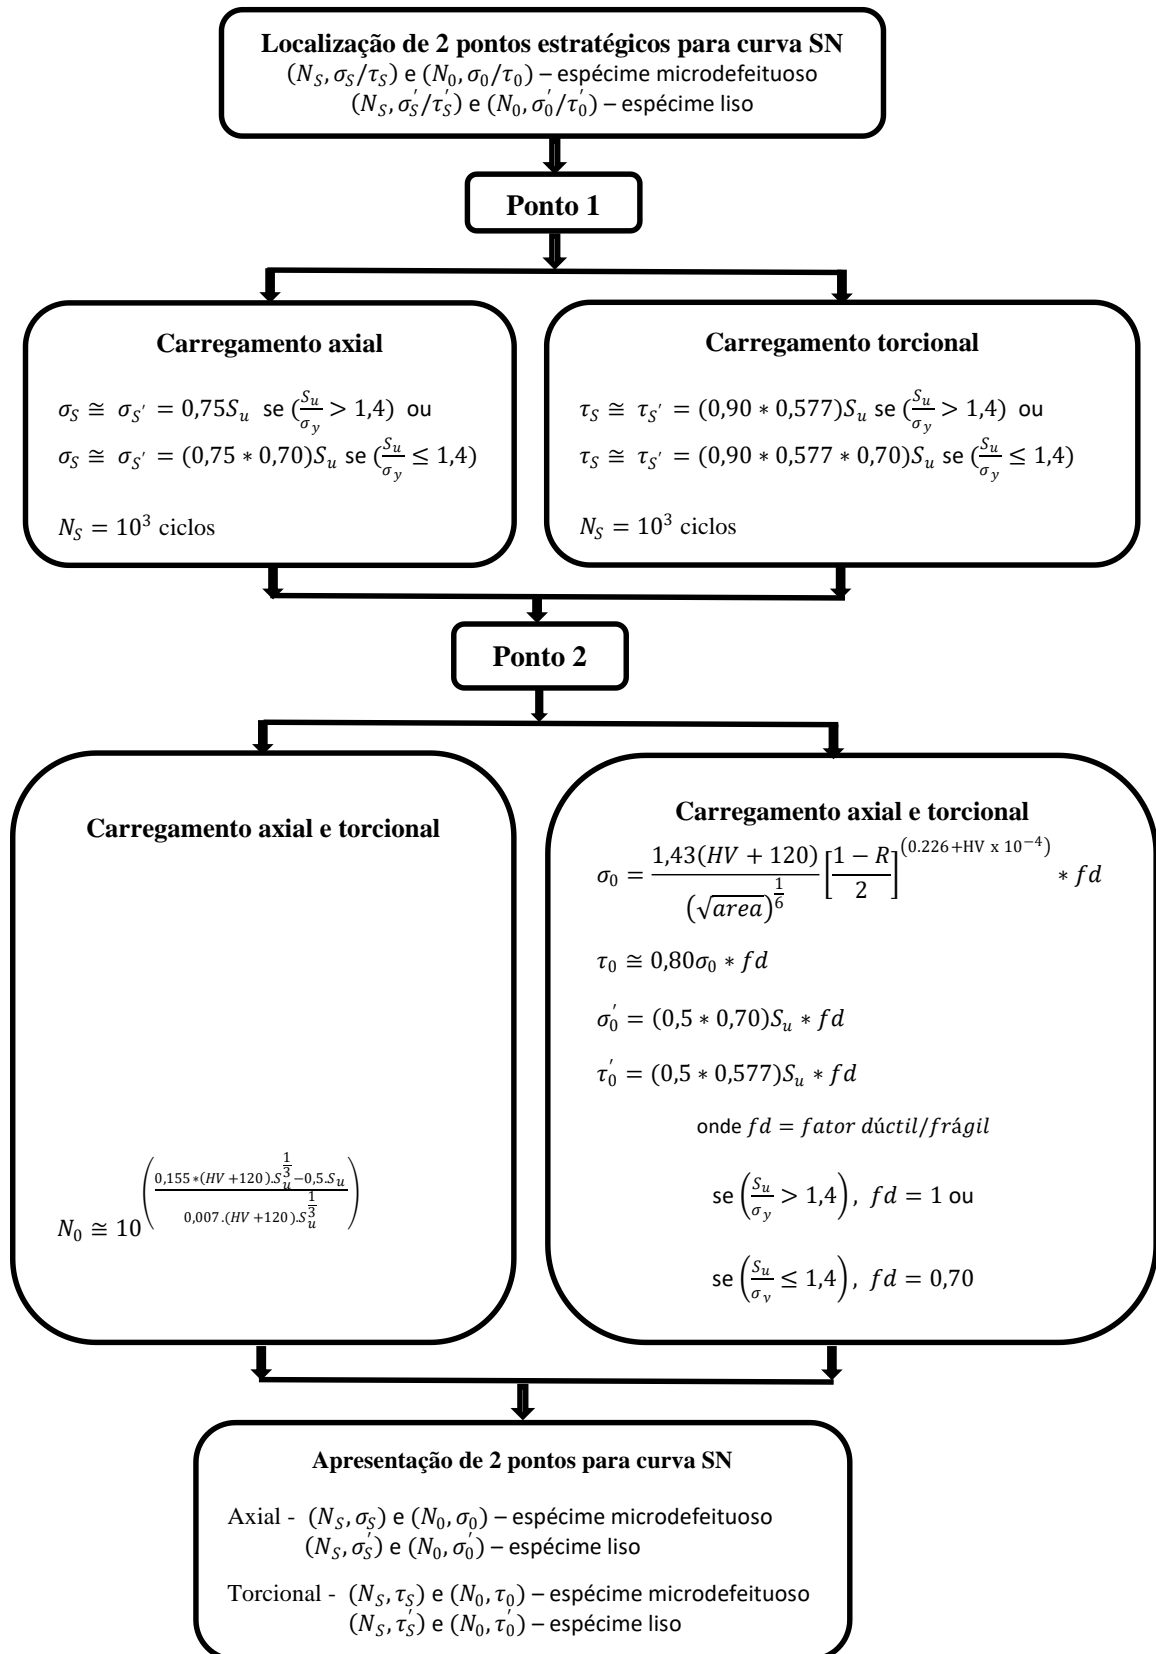 Localização de 2 pontos estratégicos para curva SN
(N_S, σ_S/τ_S) e (N_0, σ_0/τ_0) – espécime microdefeituoso
(N_S, σ_S'/τ_S') e (N_0, σ_0'/τ_0') – espécime liso
Ponto 1
Carregamento axial
σ_S ≅ σ_S' = 0,75S_u se (S_u/σ_y > 1,4) ou
σ_S ≅ σ_S' = (0,75 * 0,70)S_u se (S_u/σ_y ≤ 1,4)
N_S = 10^3 ciclos
Carregamento torcional
τ_S ≅ τ_S' = (0,90 * 0,577)S_u se (S_u/σ_y > 1,4) ou
τ_S ≅ τ_S' = (0,90 * 0,577 * 0,70)S_u se (S_u/σ_y ≤ 1,4)
N_S = 10^3 ciclos
Ponto 2
Carregamento axial e torcional
N_0 ≅ 10^((0,155*(HV+120).S_u^(1/3)−0,5.S_u)/(0,007.(HV+120).S_u^(1/3)))
Carregamento axial e torcional
σ_0 = 1,43(HV + 120)/(√area)^(1/6) [(1 − R)/2]^(0.226+HV x 10^−4) * fd
τ_0 ≅ 0,80σ_0 * fd
σ_0' = (0,5 * 0,70)S_u * fd
τ_0' = (0,5 * 0,577)S_u * fd
onde fd = fator dúctil/frágil
se (S_u/σ_y > 1,4), fd = 1 ou
se (S_u/σ_y ≤ 1,4), fd = 0,70
Apresentação de 2 pontos para curva SN
Axial - (N_S, σ_S) e (N_0, σ_0) – espécime microdefeituoso
(N_S, σ_S') e (N_0, σ_0') – espécime liso
Torcional - (N_S, τ_S) e (N_0, τ_0) – espécime microdefeituoso
(N_S, τ_S') e (N_0, τ_0') – espécime liso